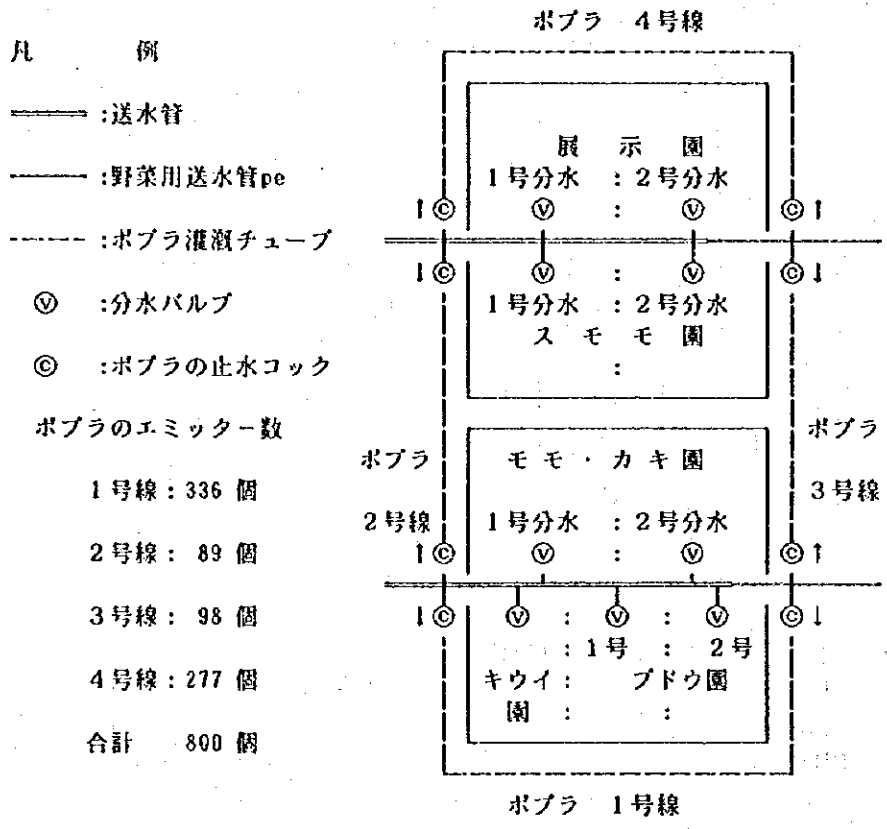 凡　　例
═══ :送水管
─── :野菜用送水管pe
----- :ポプラ灌漑チューブ
Ⓥ :分水バルブ
© :ポプラの止水コック
ポプラのエミッター数
1号線:336 個
2号線: 89 個
3号線: 98 個
4号線:277 個
合計 800 個
ポプラ 4号線
展 示 園
1号分水 : 2号分水
↑© Ⓥ : Ⓥ ©↑
↓© Ⓥ : Ⓥ ©↓
1号分水 : 2号分水
ス モ モ 園
:
ポプラ
2号線
モ モ ・ カ キ 園
1号分水 : 2号分水
ポプラ
3号線
↑© Ⓥ : Ⓥ ©↑
↓© Ⓥ : Ⓥ : Ⓥ ©↓
: 1号 : 2号
キウイ : ブドウ園
園 : :
ポプラ 1号線